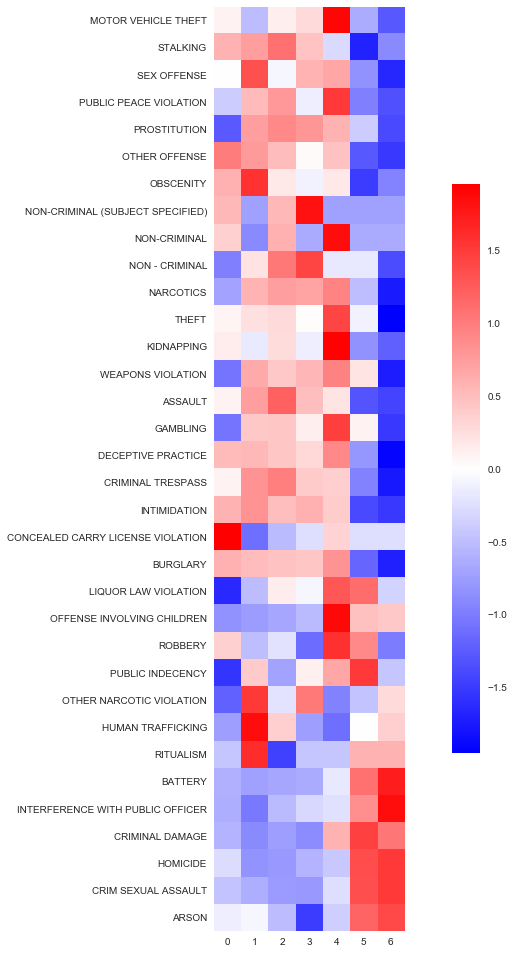 MOTOR VEHICLE THEFT
STALKING
SEX OFFENSE
PUBLIC PEACE VIOLATION
PROSTITUTION
OTHER OFFENSE
OBSCENITY
NON-CRIMINAL (SUBJECT SPECIFIED)
NON-CRIMINAL
NON - CRIMINAL
NARCOTICS
THEFT
KIDNAPPING
WEAPONS VIOLATION
ASSAULT
GAMBLING
DECEPTIVE PRACTICE
CRIMINAL TRESPASS
INTIMIDATION
CONCEALED CARRY LICENSE VIOLATION
BURGLARY
LIQUOR LAW VIOLATION
OFFENSE INVOLVING CHILDREN
ROBBERY
PUBLIC INDECENCY
OTHER NARCOTIC VIOLATION
HUMAN TRAFFICKING
RITUALISM
BATTERY
INTERFERENCE WITH PUBLIC OFFICER
CRIMINAL DAMAGE
HOMICIDE
CRIM SEXUAL ASSAULT
ARSON
0 1 2 3 4 5 6
1.5
1.0
0.5
0.0
−0.5
−1.0
−1.5